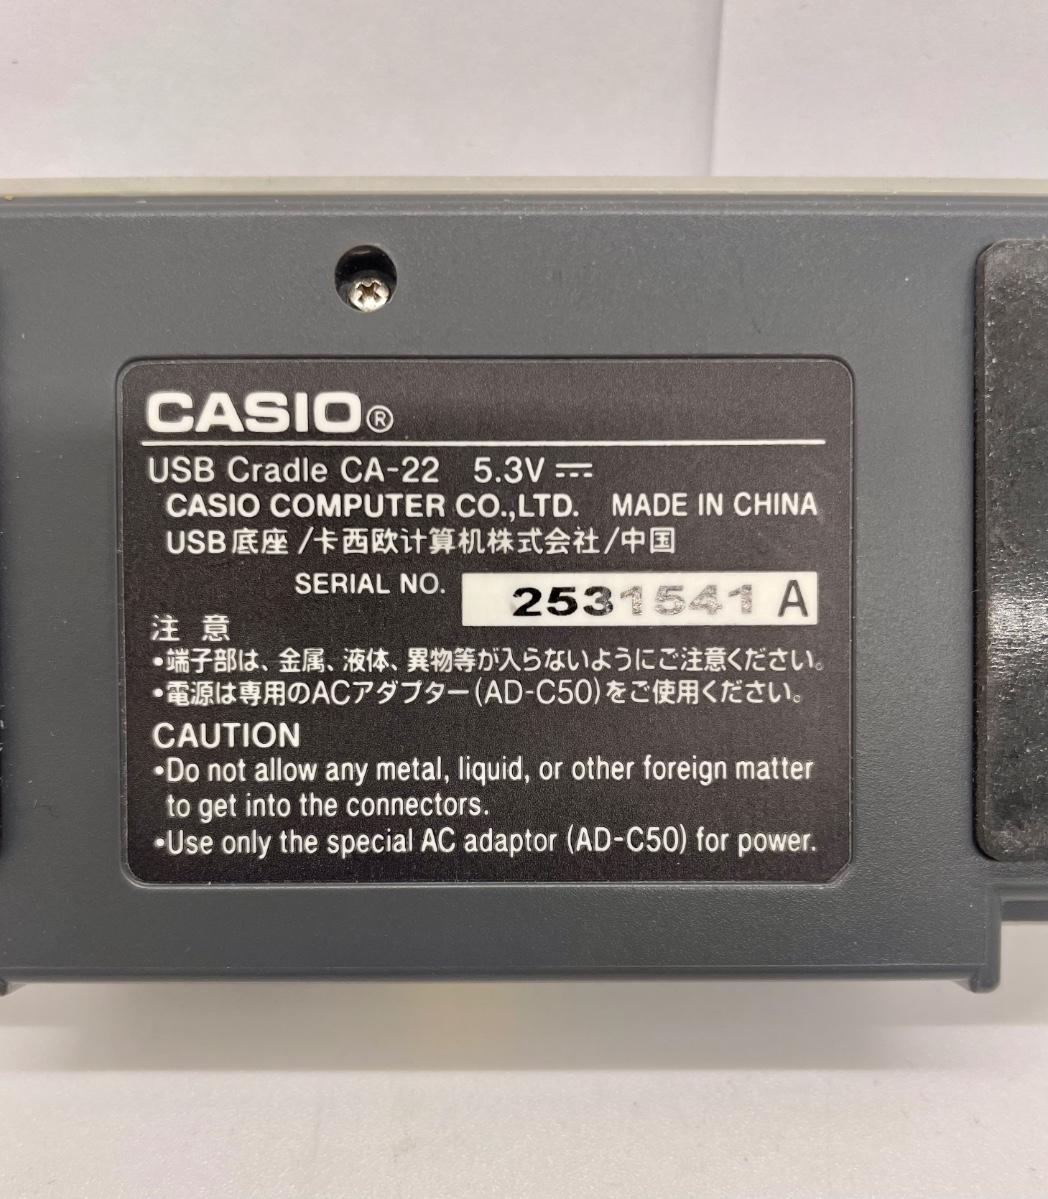 CASIO®
USB Cradle CA-22 5.3V ⎓
CASIO COMPUTER CO.,LTD. MADE IN CHINA
USB底座/卡西欧计算机株式会社/中国
SERIAL NO. 2531541 A
注意
•端子部は、金属、液体、異物等が入らないようにご注意ください。
•電源は専用のACアダプター(AD-C50)をご使用ください。
CAUTION
•Do not allow any metal, liquid, or other foreign matter
to get into the connectors.
•Use only the special AC adaptor (AD-C50) for power.